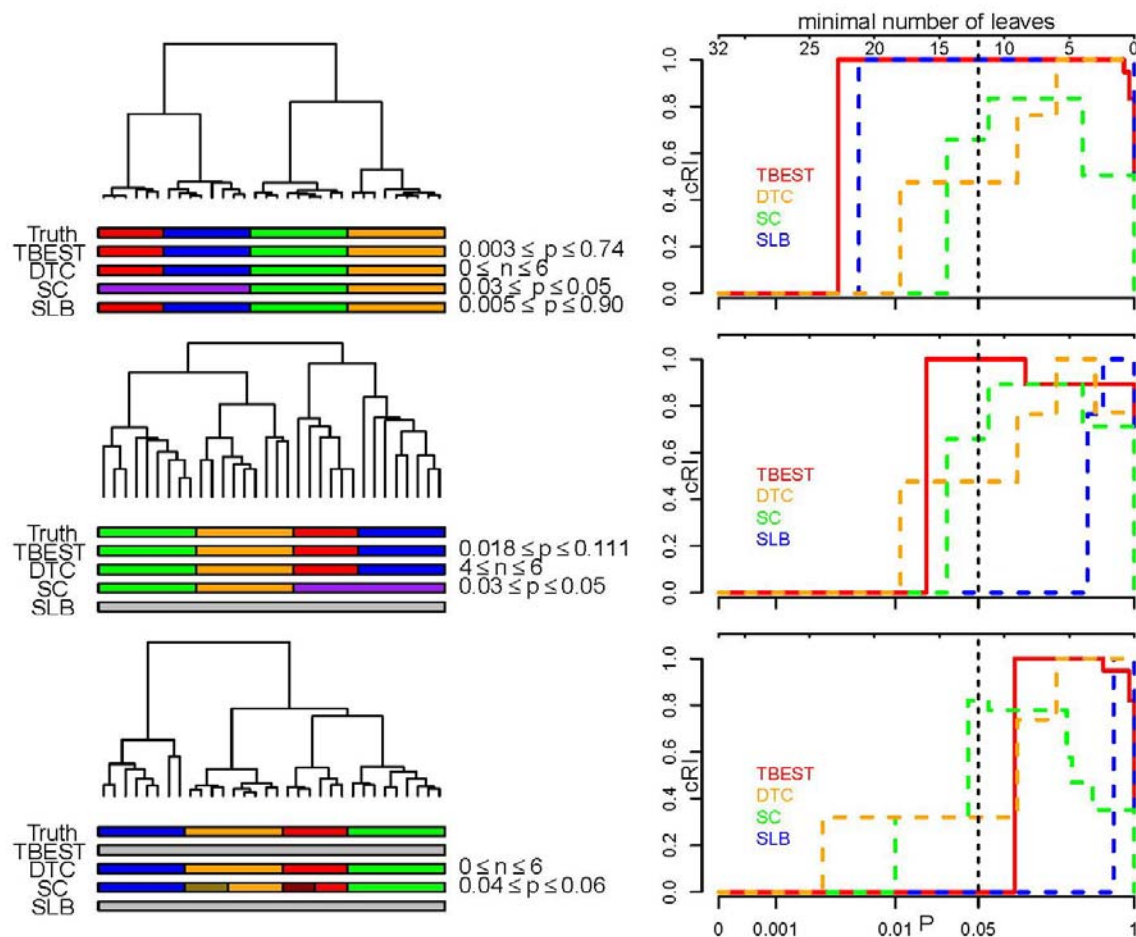 minimal number of leaves
32 25 20 15 10 5 0
Truth
TBEST 0.003 ≤ p ≤ 0.74
DTC 0 ≤ n ≤ 6
SC 0.03 ≤ p ≤ 0.05
SLB 0.005 ≤ p ≤ 0.90
cRI
0.0 0.2 0.4 0.6 0.8 1.0
TBEST
DTC
SC
SLB
Truth
TBEST 0.018 ≤ p ≤ 0.111
DTC 4 ≤ n ≤ 6
SC 0.03 ≤ p ≤ 0.05
SLB
cRI
0.0 0.2 0.4 0.6 0.8 1.0
TBEST
DTC
SC
SLB
Truth
TBEST
DTC 0 ≤ n ≤ 6
SC 0.04 ≤ p ≤ 0.06
SLB
cRI
0.0 0.2 0.4 0.6 0.8 1.0
TBEST
DTC
SC
SLB
0 0.001 0.01 0.05 1
P